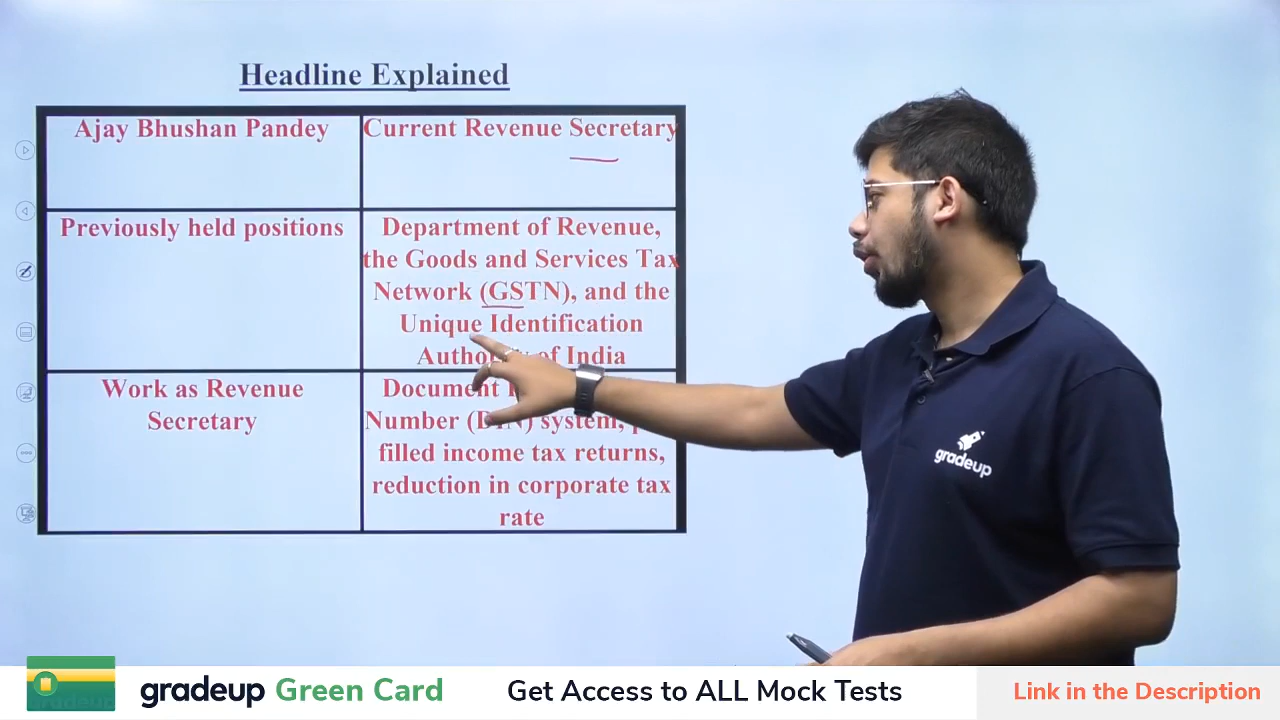 Headline Explained
Ajay Bhushan Pandey
Current Revenue Secretary
Previously held positions
Department of Revenue,
the Goods and Services Tax
Network (GSTN), and the
Unique Identification
of India
Work as Revenue
Secretary
Document
Number (DIN) system,
filled income tax returns,
reduction in corporate tax
rate
gradeup
gradeup Green Card
Get Access to ALL Mock Tests
Link in the Description